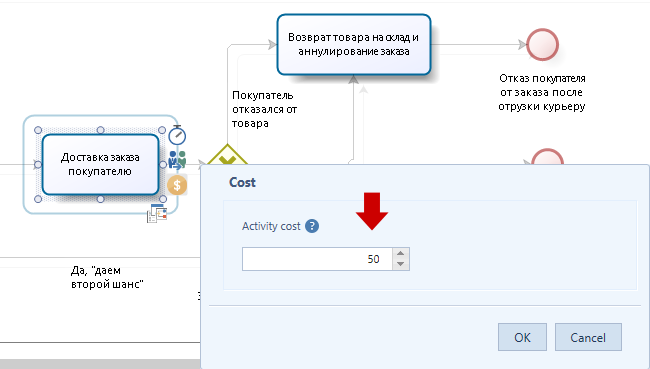 Возврат товара на склад и
аннулирование заказа
Отказ покупателя
от заказа после
отрузки курьеру
Покупатель
отказался от
товара
Доставка заказа
покупателю
$
Cost
Activity cost ?
50
Да, "даем
второй шанс"
OK
Cancel